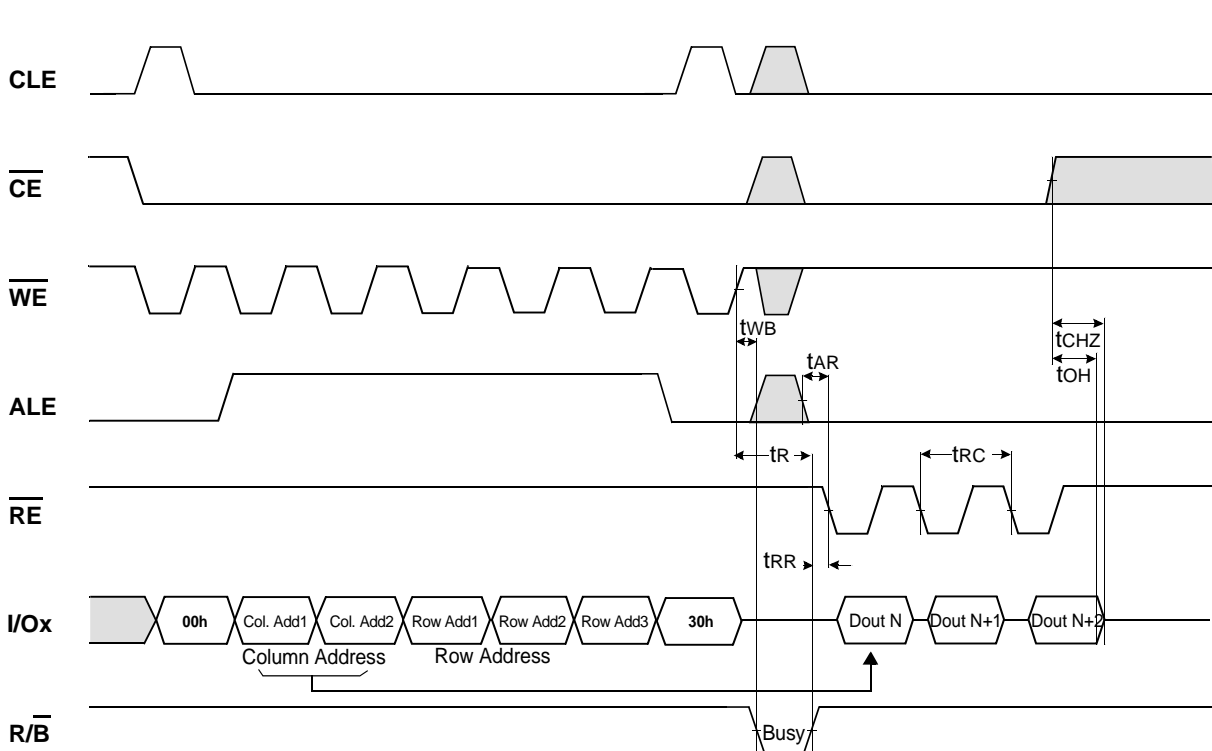 CLE
CE
WE
tWB
tCHZ
tAR
tOH
ALE
tR
tRC
RE
tRR
I/Ox
00h
Col. Add1
Col. Add2
Row Add1
Row Add2
Row Add3
30h
Dout N
Dout N+1
Dout N+2
Column Address
Row Address
R/B
Busy